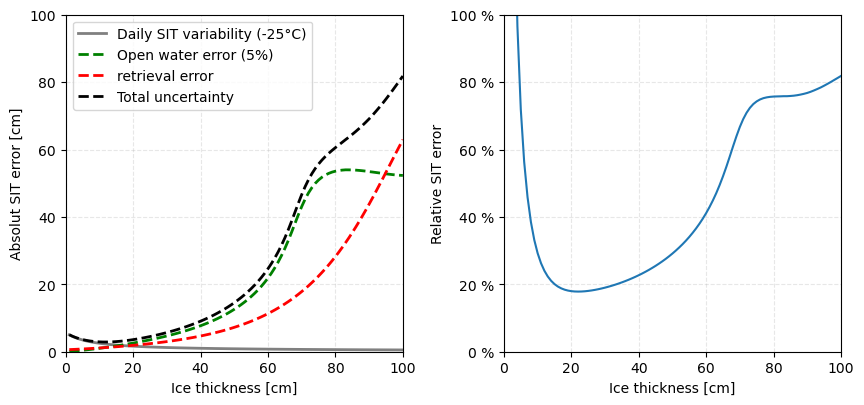 100
80
60
40
20
0
Absolut SIT error [cm]
Daily SIT variability (-25°C)
Open water error (5%)
retrieval error
Total uncertainty
0 20 40 60 80 100
Ice thickness [cm]
100 %
80 %
60 %
40 %
20 %
0 %
Relative SIT error
0 20 40 60 80 100
Ice thickness [cm]